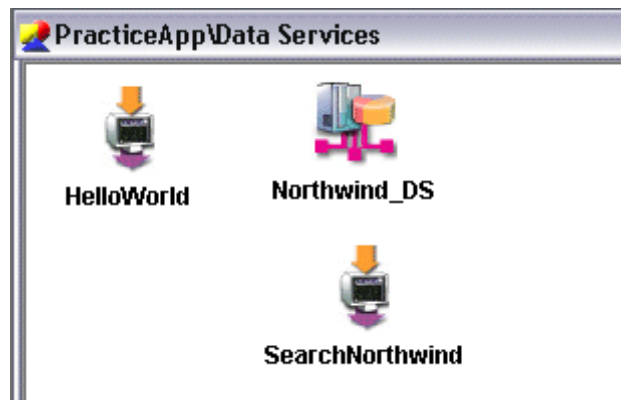 PracticeApp\Data Services
HelloWorld
Northwind_DS
SearchNorthwind